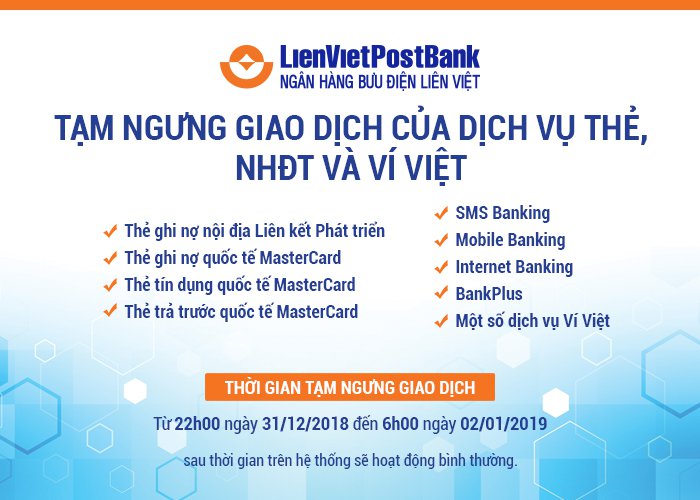 LienVietPostBank
NGÂN HÀNG BƯU ĐIỆN LIÊN VIỆT
TẠM NGƯNG GIAO DỊCH CỦA DỊCH VỤ THẺ,
NHĐT VÀ VÍ VIỆT
Thẻ ghi nợ nội địa Liên kết Phát triển
Thẻ ghi nợ quốc tế MasterCard
Thẻ tín dụng quốc tế MasterCard
Thẻ trả trước quốc tế MasterCard
SMS Banking
Mobile Banking
Internet Banking
BankPlus
Một số dịch vụ Ví Việt
THỜI GIAN TẠM NGƯNG GIAO DỊCH
Từ 22h00 ngày 31/12/2018 đến 6h00 ngày 02/01/2019
sau thời gian trên hệ thống sẽ hoạt động bình thường.